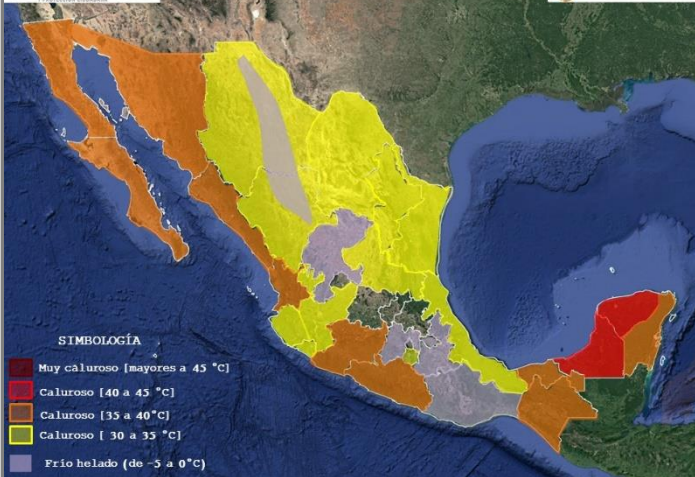 SIMBOLOGÍA
Muy caluroso [mayores a 45 °C]
Caluroso [40 a 45 °C]
Caluroso [35 a 40°C]
Caluroso [ 30 a 35 °C]
Frío helado (de -5 a 0°C)